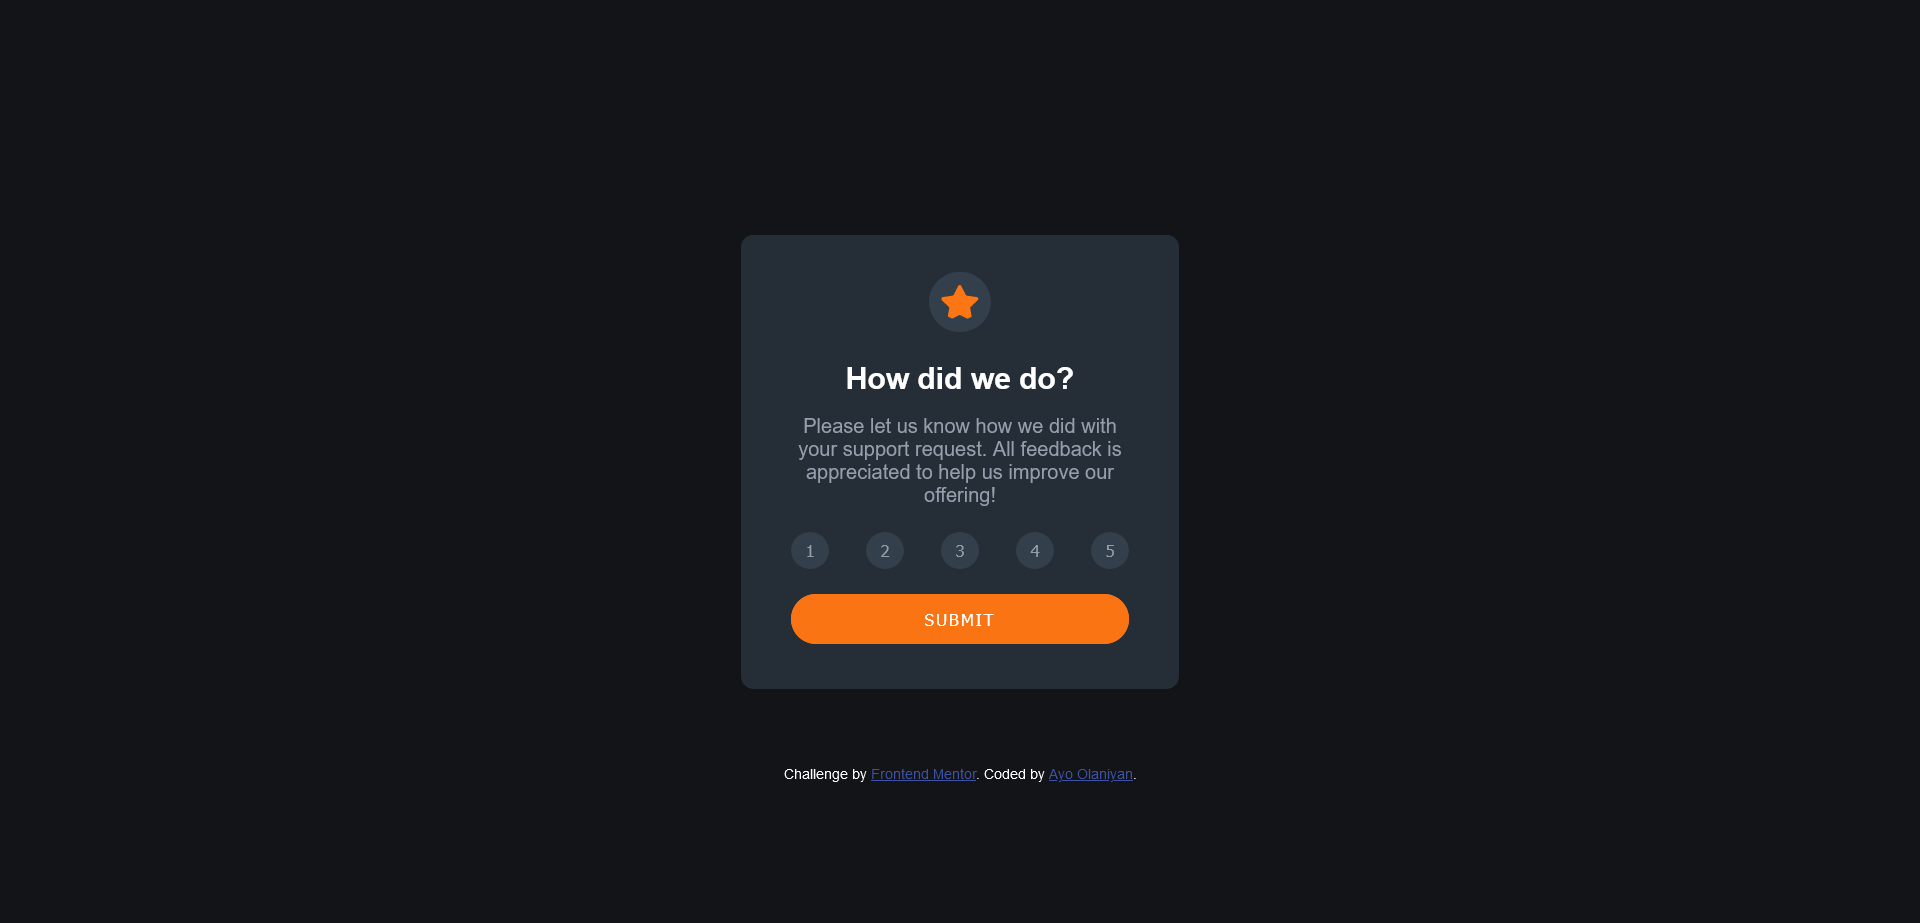 How did we do?
Please let us know how we did with
your support request. All feedback is
appreciated to help us improve our
offering!
1 2 3 4 5
SUBMIT
Challenge by Frontend Mentor. Coded by Ayo Olaniyan.